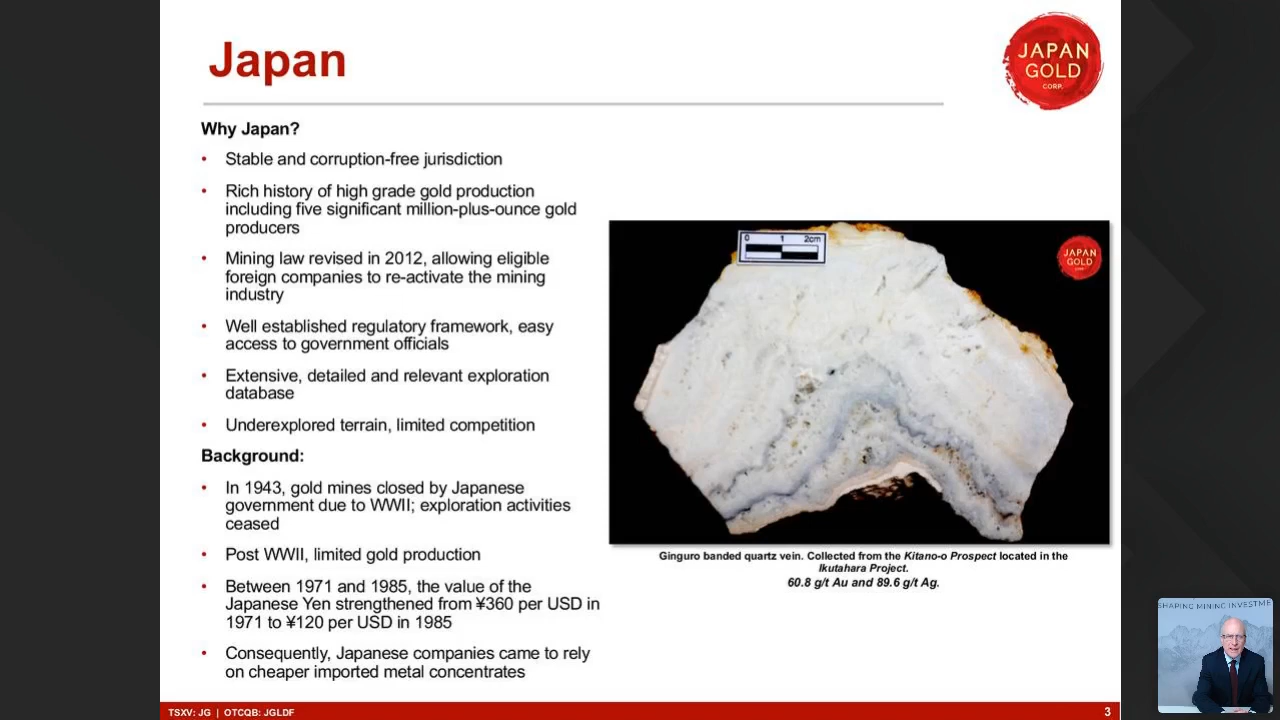 Japan
JAPAN
GOLD
CORP.
Why Japan?
• Stable and corruption-free jurisdiction
• Rich history of high grade gold production
including five significant million-plus-ounce gold
producers
• Mining law revised in 2012, allowing eligible
foreign companies to re-activate the mining
industry
• Well established regulatory framework, easy
access to government officials
• Extensive, detailed and relevant exploration
database
• Underexplored terrain, limited competition
Background:
• In 1943, gold mines closed by Japanese
government due to WWII; exploration activities
ceased
• Post WWII, limited gold production
• Between 1971 and 1985, the value of the
Japanese Yen strengthened from ¥360 per USD in
1971 to ¥120 per USD in 1985
• Consequently, Japanese companies came to rely
on cheaper imported metal concentrates
0 1 2cm
JAPAN
GOLD
Ginguro banded quartz vein. Collected from the Kitano-o Prospect located in the
Ikutahara Project.
60.8 g/t Au and 89.6 g/t Ag.
SHAPING MINING INVESTME
TSXV: JG | OTCQB: JGLDF
3